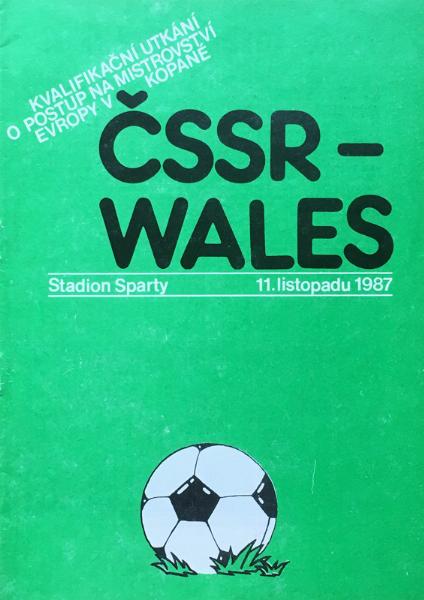 KVALIFIKAČNÍ UTKÁNÍ
O POSTUP NA MISTROVSTVÍ
EVROPY V KOPANÉ
ČSSR –
WALES
Stadion Sparty 11. listopadu 1987